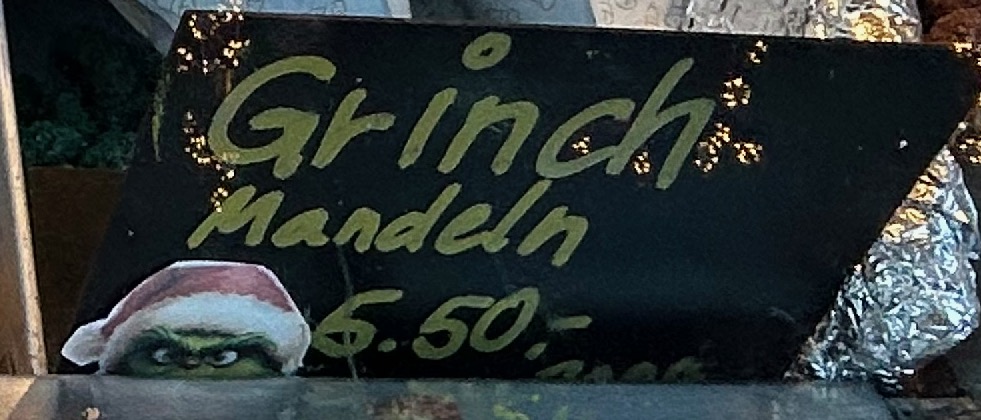 Grinch
Mandeln
6.50,-